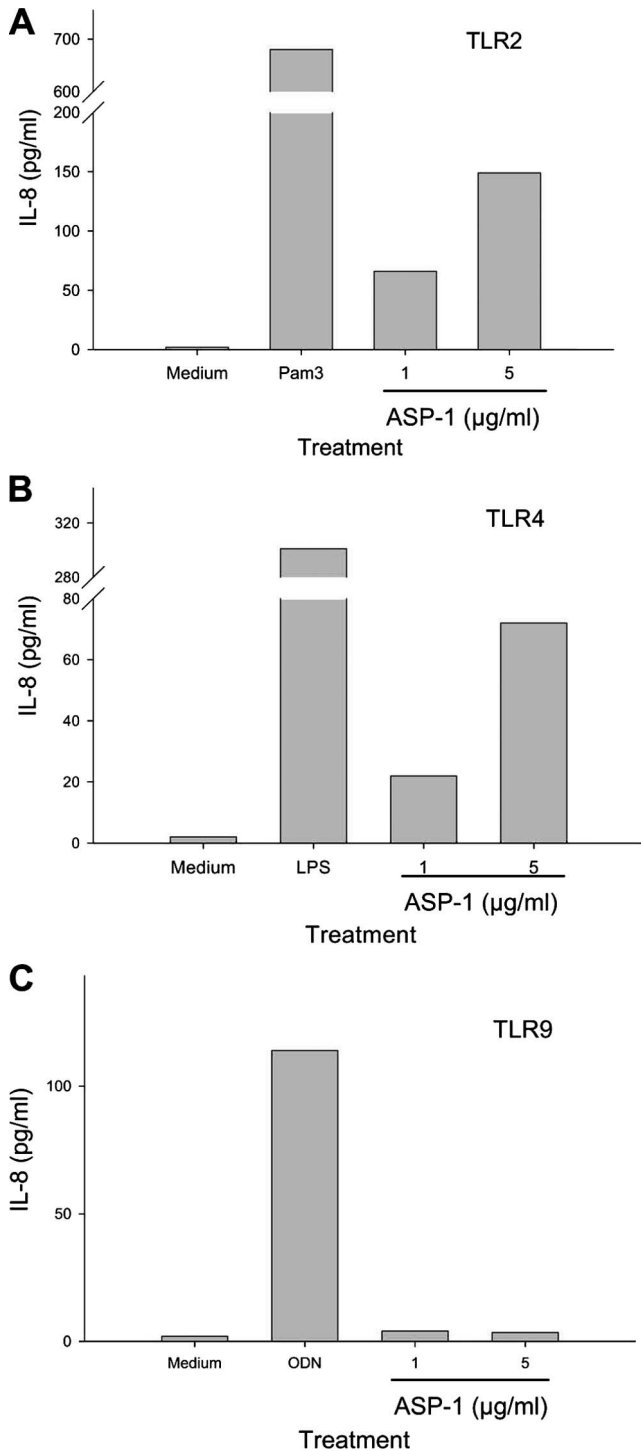 A
TLR2
IL-8 (pg/ml)
700
600
200
150
100
50
0
Medium Pam3 1 5
ASP-1 (µg/ml)
Treatment
B
TLR4
IL-8 (pg/ml)
320
280
80
60
40
20
0
Medium LPS 1 5
ASP-1 (µg/ml)
Treatment
C
TLR9
IL-8 (pg/ml)
100
50
0
Medium ODN 1 5
ASP-1 (µg/ml)
Treatment